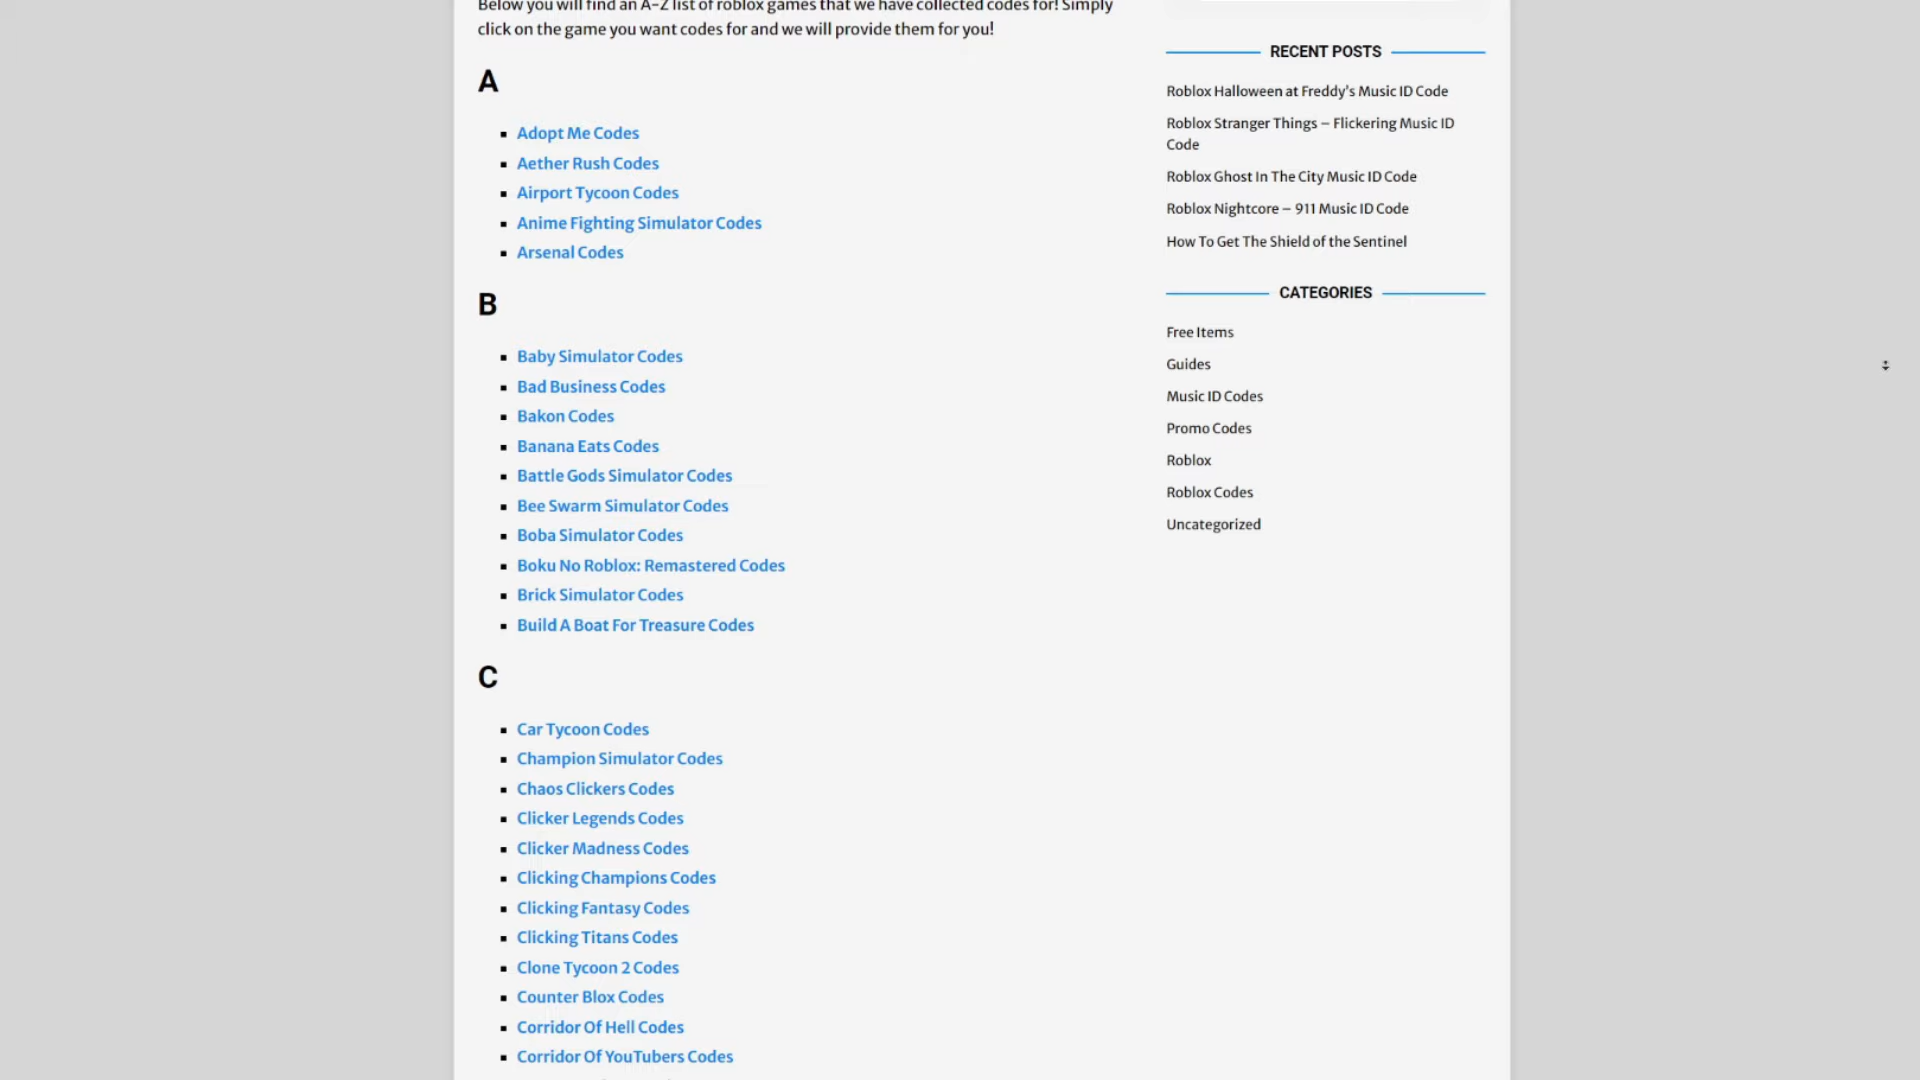 Below you will find an A–Z list of roblox games that we have collected codes for! Simply
click on the game you want codes for and we will provide them for you!
A
Adopt Me Codes
Aether Rush Codes
Airport Tycoon Codes
Anime Fighting Simulator Codes
Arsenal Codes
B
Baby Simulator Codes
Bad Business Codes
Bakon Codes
Banana Eats Codes
Battle Gods Simulator Codes
Bee Swarm Simulator Codes
Boba Simulator Codes
Boku No Roblox: Remastered Codes
Brick Simulator Codes
Build A Boat For Treasure Codes
C
Car Tycoon Codes
Champion Simulator Codes
Chaos Clickers Codes
Clicker Legends Codes
Clicker Madness Codes
Clicking Champions Codes
Clicking Fantasy Codes
Clicking Titans Codes
Clone Tycoon 2 Codes
Counter Blox Codes
Corridor Of Hell Codes
Corridor Of YouTubers Codes
RECENT POSTS
Roblox Halloween at Freddy's Music ID Code
Roblox Stranger Things – Flickering Music ID
Code
Roblox Ghost In The City Music ID Code
Roblox Nightcore – 911 Music ID Code
How To Get The Shield of the Sentinel
CATEGORIES
Free Items
Guides
Music ID Codes
Promo Codes
Roblox
Roblox Codes
Uncategorized